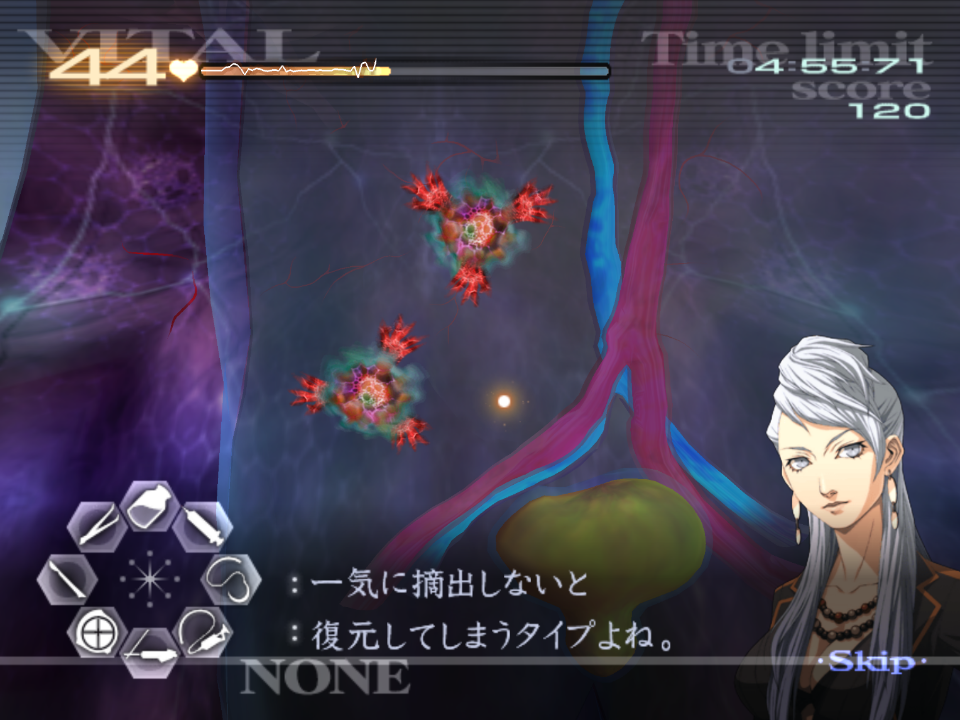 VITAL
44
Time limit
04:55:71
score
120
：一気に摘出しないと
：復元してしまうタイプよね。
・Skip・
NONE